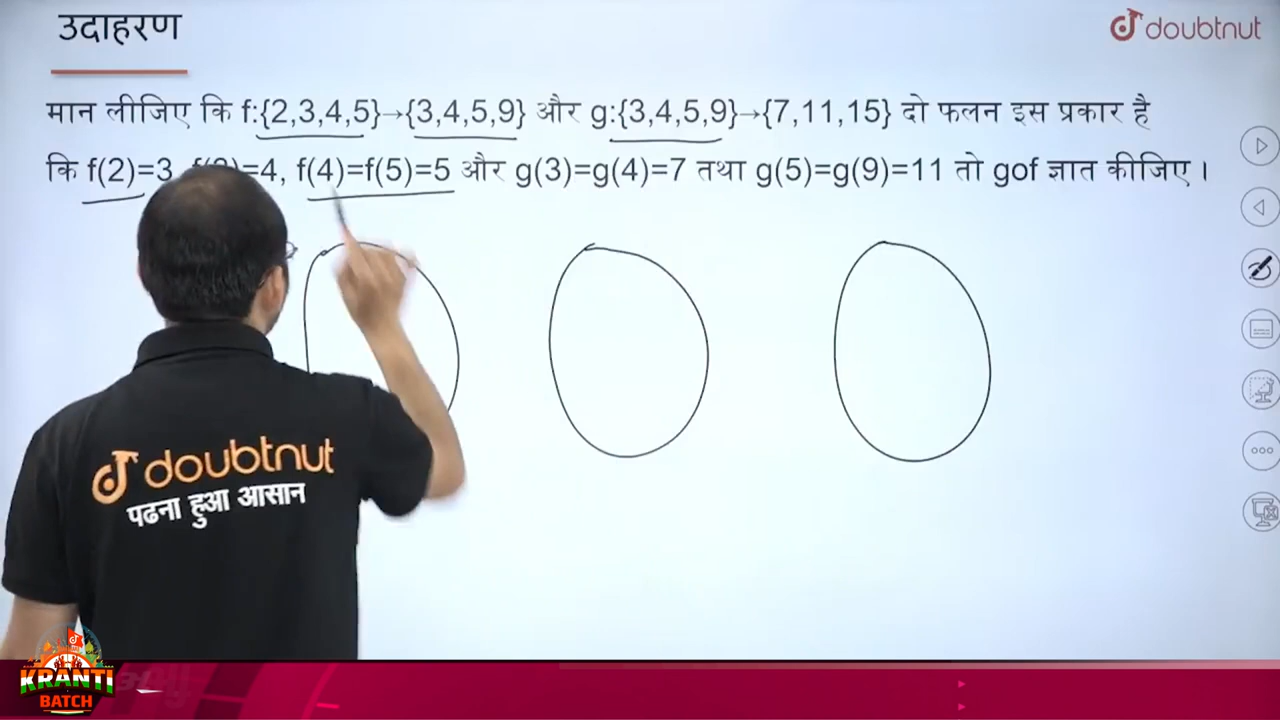 उदाहरण
doubtnut
मान लीजिए कि f:{2,3,4,5}→{3,4,5,9} और g:{3,4,5,9}→{7,11,15} दो फलन इस प्रकार है
कि f(2)=3, =4, f(4)=f(5)=5 और g(3)=g(4)=7 तथा g(5)=g(9)=11 तो gof ज्ञात कीजिए ।
doubtnut
पढना हुआ आसान
KRANTI
BATCH